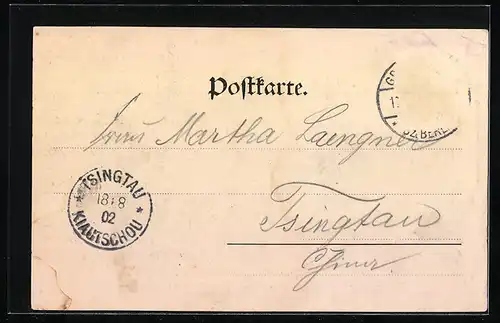 Postkarte.
Frau Martha Laengner
Tsingtau
China.
TSINGTAU
18 8
02
KIAUTSCHOU